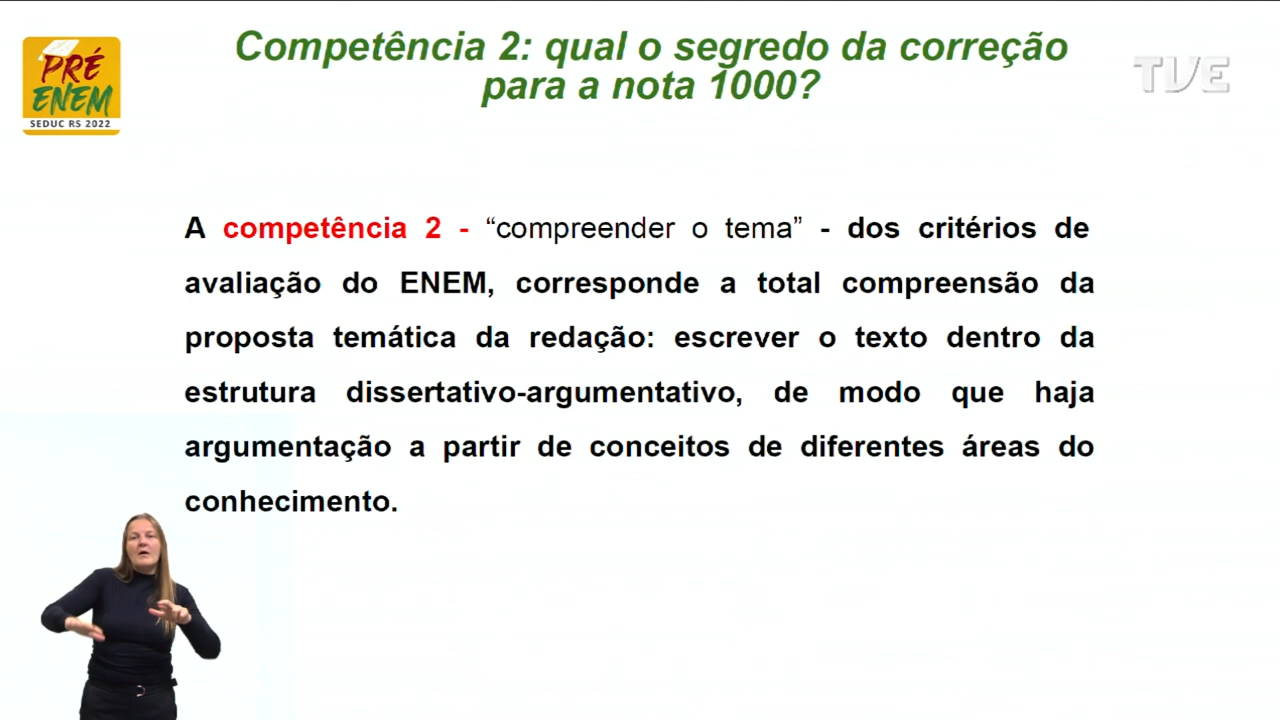 Competência 2: qual o segredo da correção
para a nota 1000?
PRÉ
ENEM
SEDUC RS 2022
TVE
A competência 2 - “compreender o tema” - dos critérios de
avaliação do ENEM, corresponde a total compreensão da
proposta temática da redação: escrever o texto dentro da
estrutura dissertativo-argumentativo, de modo que haja
argumentação a partir de conceitos de diferentes áreas do
conhecimento.